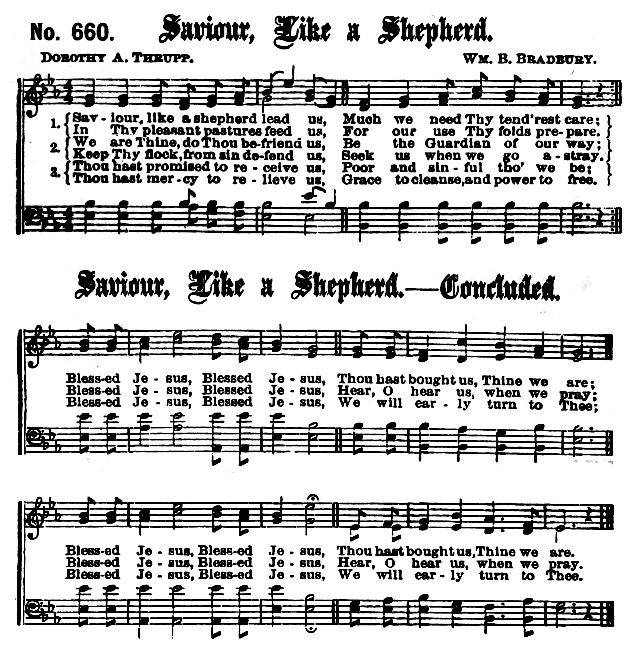 No. 660. Saviour, Like a Shepherd.
DOROTHY A. THRUPP. WM. B. BRADBURY.
1. { Sav - iour, like a shepherd lead us, Much we need Thy tend'rest care; }
{ In Thy pleasant pastures feed us, For our use Thy folds pre- pare. }
2. { We are Thine, do Thou be-friend us, Be the Guardian of our way; }
{ Keep Thy flock, from sin de-fend us, Seek us when we go a - stray. }
3. { Thou hast promised to re - ceive us, Poor and sin - ful tho' we be; }
{ Thou hast mer - cy to re - lieve us, Grace to cleanse, and power to free. }
Saviour, Like a Shepherd.—Concluded.
Bless-ed Je - sus, Blessed Je - sus, Thou hast bought us, Thine we are;
Bless-ed Je - sus, Blessed Je - sus, Hear, O hear us, when we pray;
Bless-ed Je - sus, Blessed Je - sus, We will ear - ly turn to Thee;
Bless-ed Je - sus, Bless-ed Je - sus, Thou hast bought us, Thine we are.
Bless-ed Je - sus, Bless-ed Je - sus, Hear, O hear us, when we pray.
Bless-ed Je - sus, Bless-ed Je - sus, We will ear - ly turn to Thee.